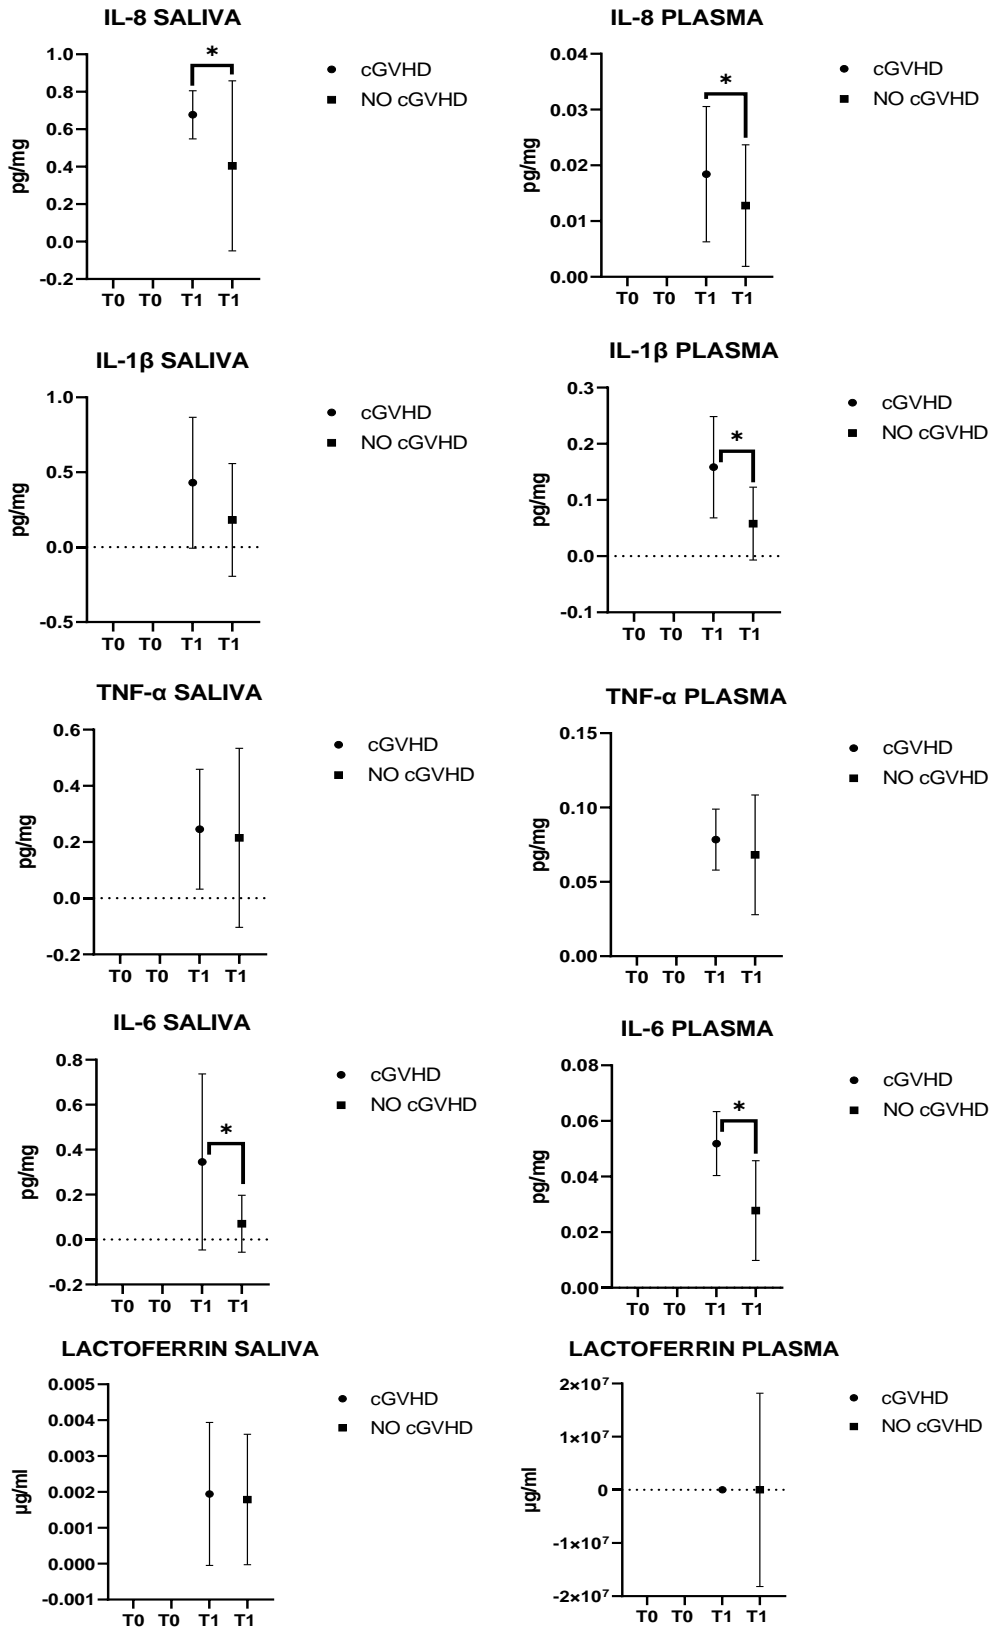 IL-8 SALIVA
1.0
0.8
0.6
0.4
0.2
0.0
-0.2
pg/mg
*
cGVHD
NO cGVHD
T0 T0 T1 T1
IL-8 PLASMA
0.04
0.03
0.02
0.01
0.00
pg/mg
*
cGVHD
NO cGVHD
T0 T0 T1 T1
IL-1β SALIVA
1.0
0.5
0.0
-0.5
pg/mg
cGVHD
NO cGVHD
T0 T0 T1 T1
IL-1β PLASMA
0.3
0.2
0.1
0.0
-0.1
pg/mg
*
cGVHD
NO cGVHD
T0 T0 T1 T1
TNF-α SALIVA
0.6
0.4
0.2
0.0
-0.2
pg/mg
cGVHD
NO cGVHD
T0 T0 T1 T1
TNF-α PLASMA
0.15
0.10
0.05
0.00
pg/mg
cGVHD
NO cGVHD
T0 T0 T1 T1
IL-6 SALIVA
0.8
0.6
0.4
0.2
0.0
-0.2
pg/mg
*
cGVHD
NO cGVHD
T0 T0 T1 T1
IL-6 PLASMA
0.08
0.06
0.04
0.02
0.00
pg/mg
*
cGVHD
NO cGVHD
T0 T0 T1 T1
LACTOFERRIN SALIVA
0.005
0.004
0.003
0.002
0.001
0.000
-0.001
µg/ml
cGVHD
NO cGVHD
T0 T0 T1 T1
LACTOFERRIN PLASMA
2×10⁷
1×10⁷
0
-1×10⁷
-2×10⁷
µg/ml
cGVHD
NO cGVHD
T0 T0 T1 T1